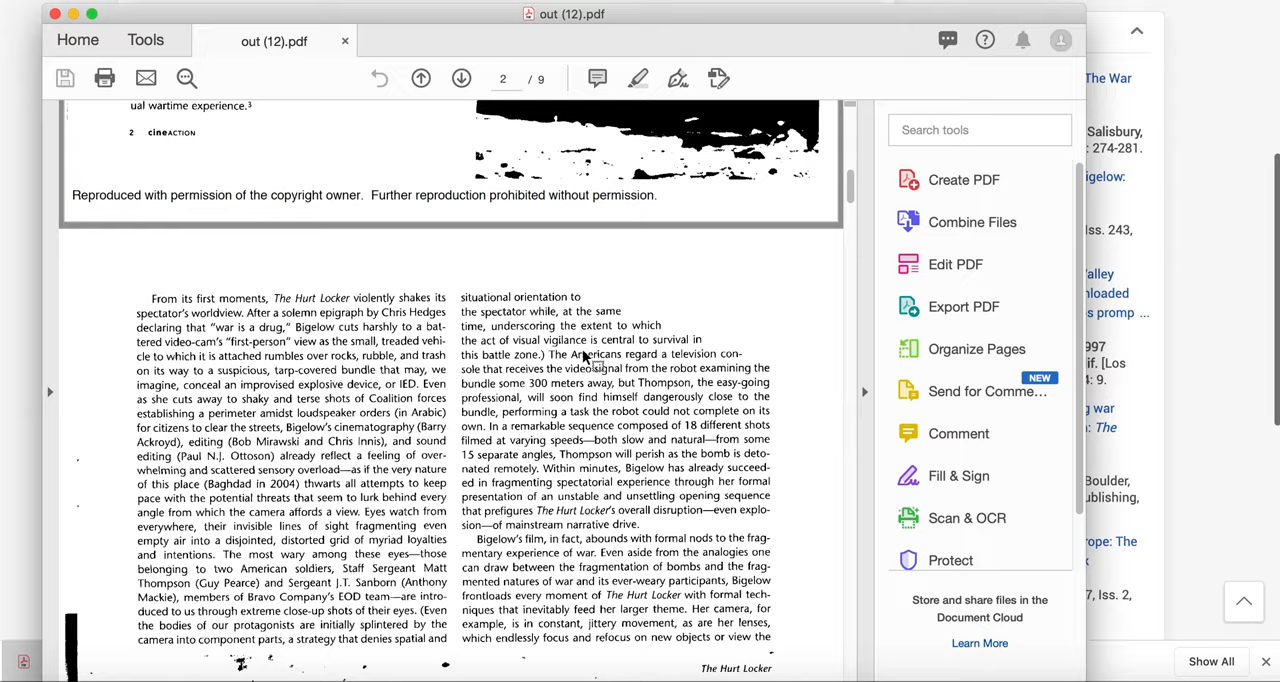 out (12).pdf
Home
Tools
out (12).pdf
×
2 / 9
The War
Salisbury,
: 274-281.
igelow:
Iss. 243,
alley
nloaded
s promp ...
997
if. [Los
4: 9.
g war
: The
Boulder,
ublishing,
rope: The
x
7, Iss. 2,
Show All
ual wartime experience.³
2 cineACTION
Reproduced with permission of the copyright owner. Further reproduction prohibited without permission.
From its first moments, The Hurt Locker violently shakes its
spectator's worldview. After a solemn epigraph by Chris Hedges
declaring that "war is a drug," Bigelow cuts harshly to a bat-
tered video-cam's "first-person" view as the small, treaded vehi-
cle to which it is attached rumbles over rocks, rubble, and trash
on its way to a suspicious, tarp-covered bundle that may, we
imagine, conceal an improvised explosive device, or IED. Even
as she cuts away to shaky and terse shots of Coalition forces
establishing a perimeter amidst loudspeaker orders (in Arabic)
for citizens to clear the streets, Bigelow's cinematography (Barry
Ackroyd), editing (Bob Mirawski and Chris Innis), and sound
editing (Paul N.J. Ottoson) already reflect a feeling of over-
whelming and scattered sensory overload—as if the very nature
of this place (Baghdad in 2004) thwarts all attempts to keep
pace with the potential threats that seem to lurk behind every
angle from which the camera affords a view. Eyes watch from
everywhere, their invisible lines of sight fragmenting even
empty air into a disjointed, distorted grid of myriad loyalties
and intentions. The most wary among these eyes—those
belonging to two American soldiers, Staff Sergeant Matt
Thompson (Guy Pearce) and Sergeant J.T. Sanborn (Anthony
Mackie), members of Bravo Company's EOD team—are intro-
duced to us through extreme close-up shots of their eyes. (Even
the bodies of our protagonists are initially splintered by the
camera into component parts, a strategy that denies spatial and
situational orientation to
the spectator while, at the same
time, underscoring the extent to which
the act of visual vigilance is central to survival in
this battle zone.) The Americans regard a television con-
sole that receives the video signal from the robot examining the
bundle some 300 meters away, but Thompson, the easy-going
professional, will soon find himself dangerously close to the
bundle, performing a task the robot could not complete on its
own. In a remarkable sequence composed of 18 different shots
filmed at varying speeds—both slow and natural—from some
15 separate angles, Thompson will perish as the bomb is deto-
nated remotely. Within minutes, Bigelow has already succeed-
ed in fragmenting spectatorial experience through her formal
presentation of an unstable and unsettling opening sequence
that prefigures The Hurt Locker's overall disruption—even explo-
sion—of mainstream narrative drive.
Bigelow's film, in fact, abounds with formal nods to the frag-
mentary experience of war. Even aside from the analogies one
can draw between the fragmentation of bombs and the frag-
mented natures of war and its ever-weary participants, Bigelow
frontloads every moment of The Hurt Locker with formal tech-
niques that inevitably feed her larger theme. Her camera, for
example, is in constant, jittery movement, as are her lenses,
which endlessly focus and refocus on new objects or view the
The Hurt Locker
Search tools
Create PDF
Combine Files
Edit PDF
Export PDF
Organize Pages
NEW
Send for Comme...
Comment
Fill & Sign
Scan & OCR
Protect
Store and share files in the
Document Cloud
Learn More